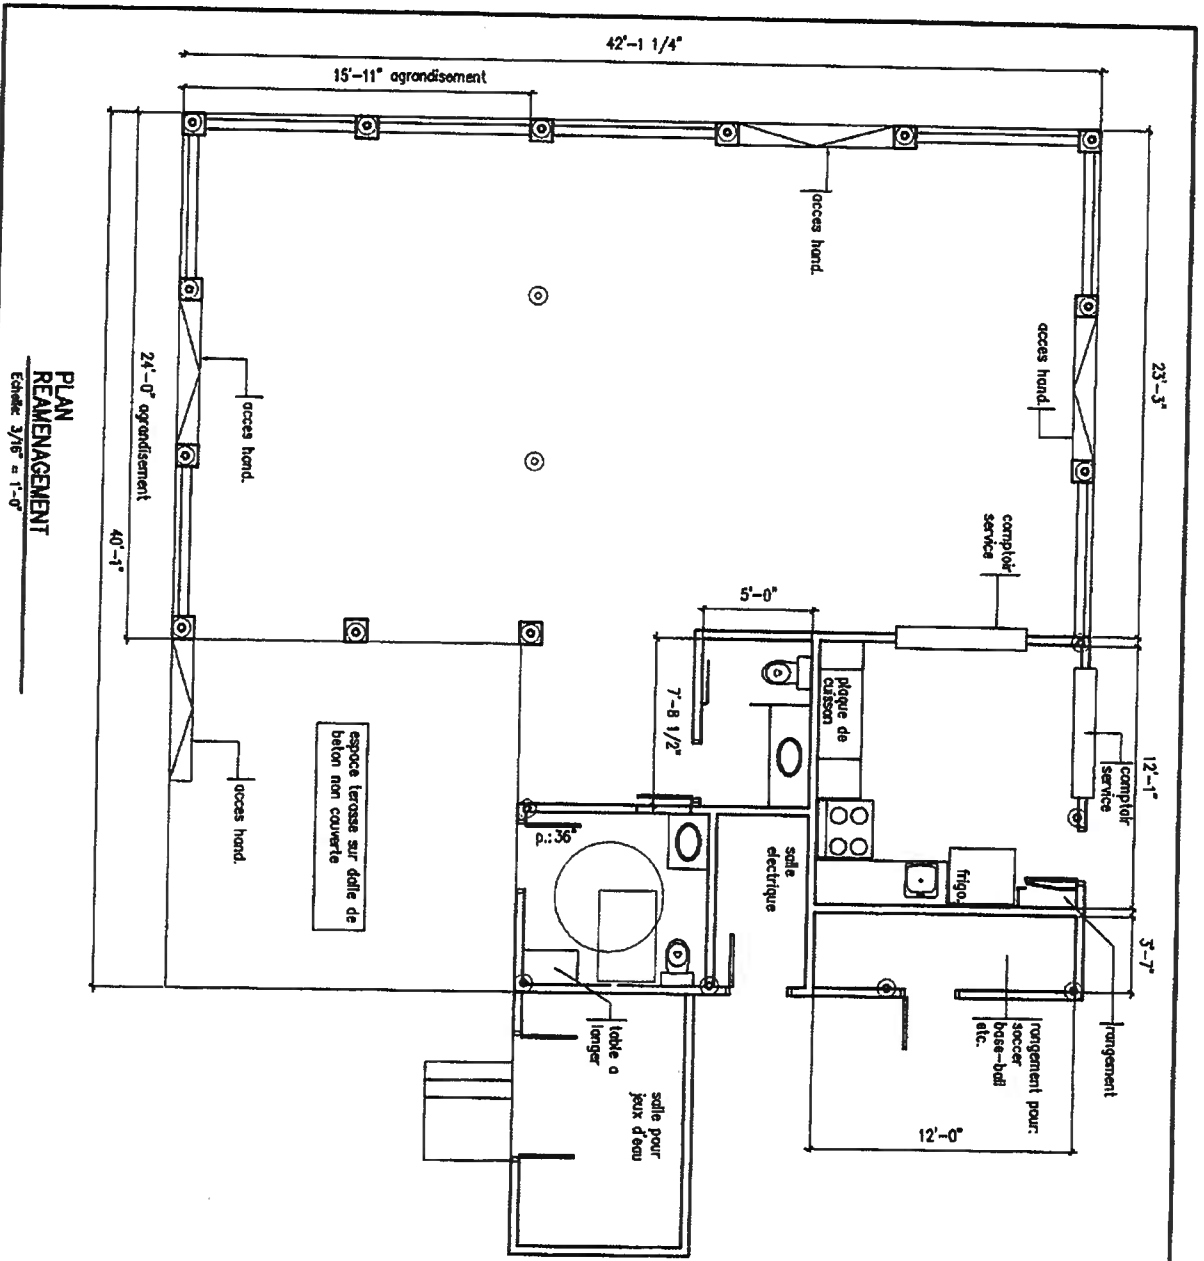 42'-1 1/4"
15'-11" agrandisement
acces hand.
acces hand.
23'-3"
acces hand.
24'-0" agrandisement
40'-1"
PLAN
REAMENAGEMENT
Echelle: 3/16" = 1'-0"
comptoir
service
5'-0"
7'-8 1/2"
plaque de
cuisson
12'-1"
comptoir
service
acces hand.
espace terasse sur dalle de
beton non couverte
p.:36"
salle
electrique
frigo.
3'-7"
rangement
rangement pour:
soccer
base-ball
etc.
12'-0"
table a
langer
salle pour
jeux d'eau